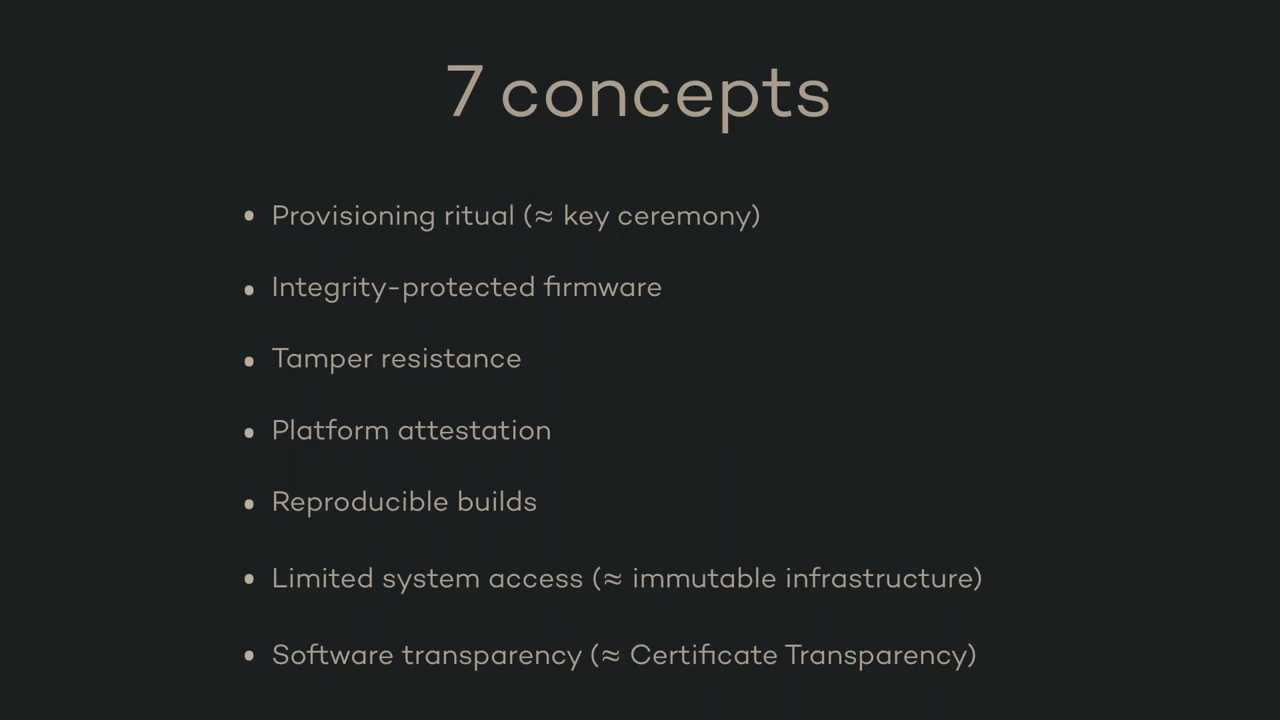 7 concepts
• Provisioning ritual (≈ key ceremony)
• Integrity-protected firmware
• Tamper resistance
• Platform attestation
• Reproducible builds
• Limited system access (≈ immutable infrastructure)
• Software transparency (≈ Certificate Transparency)